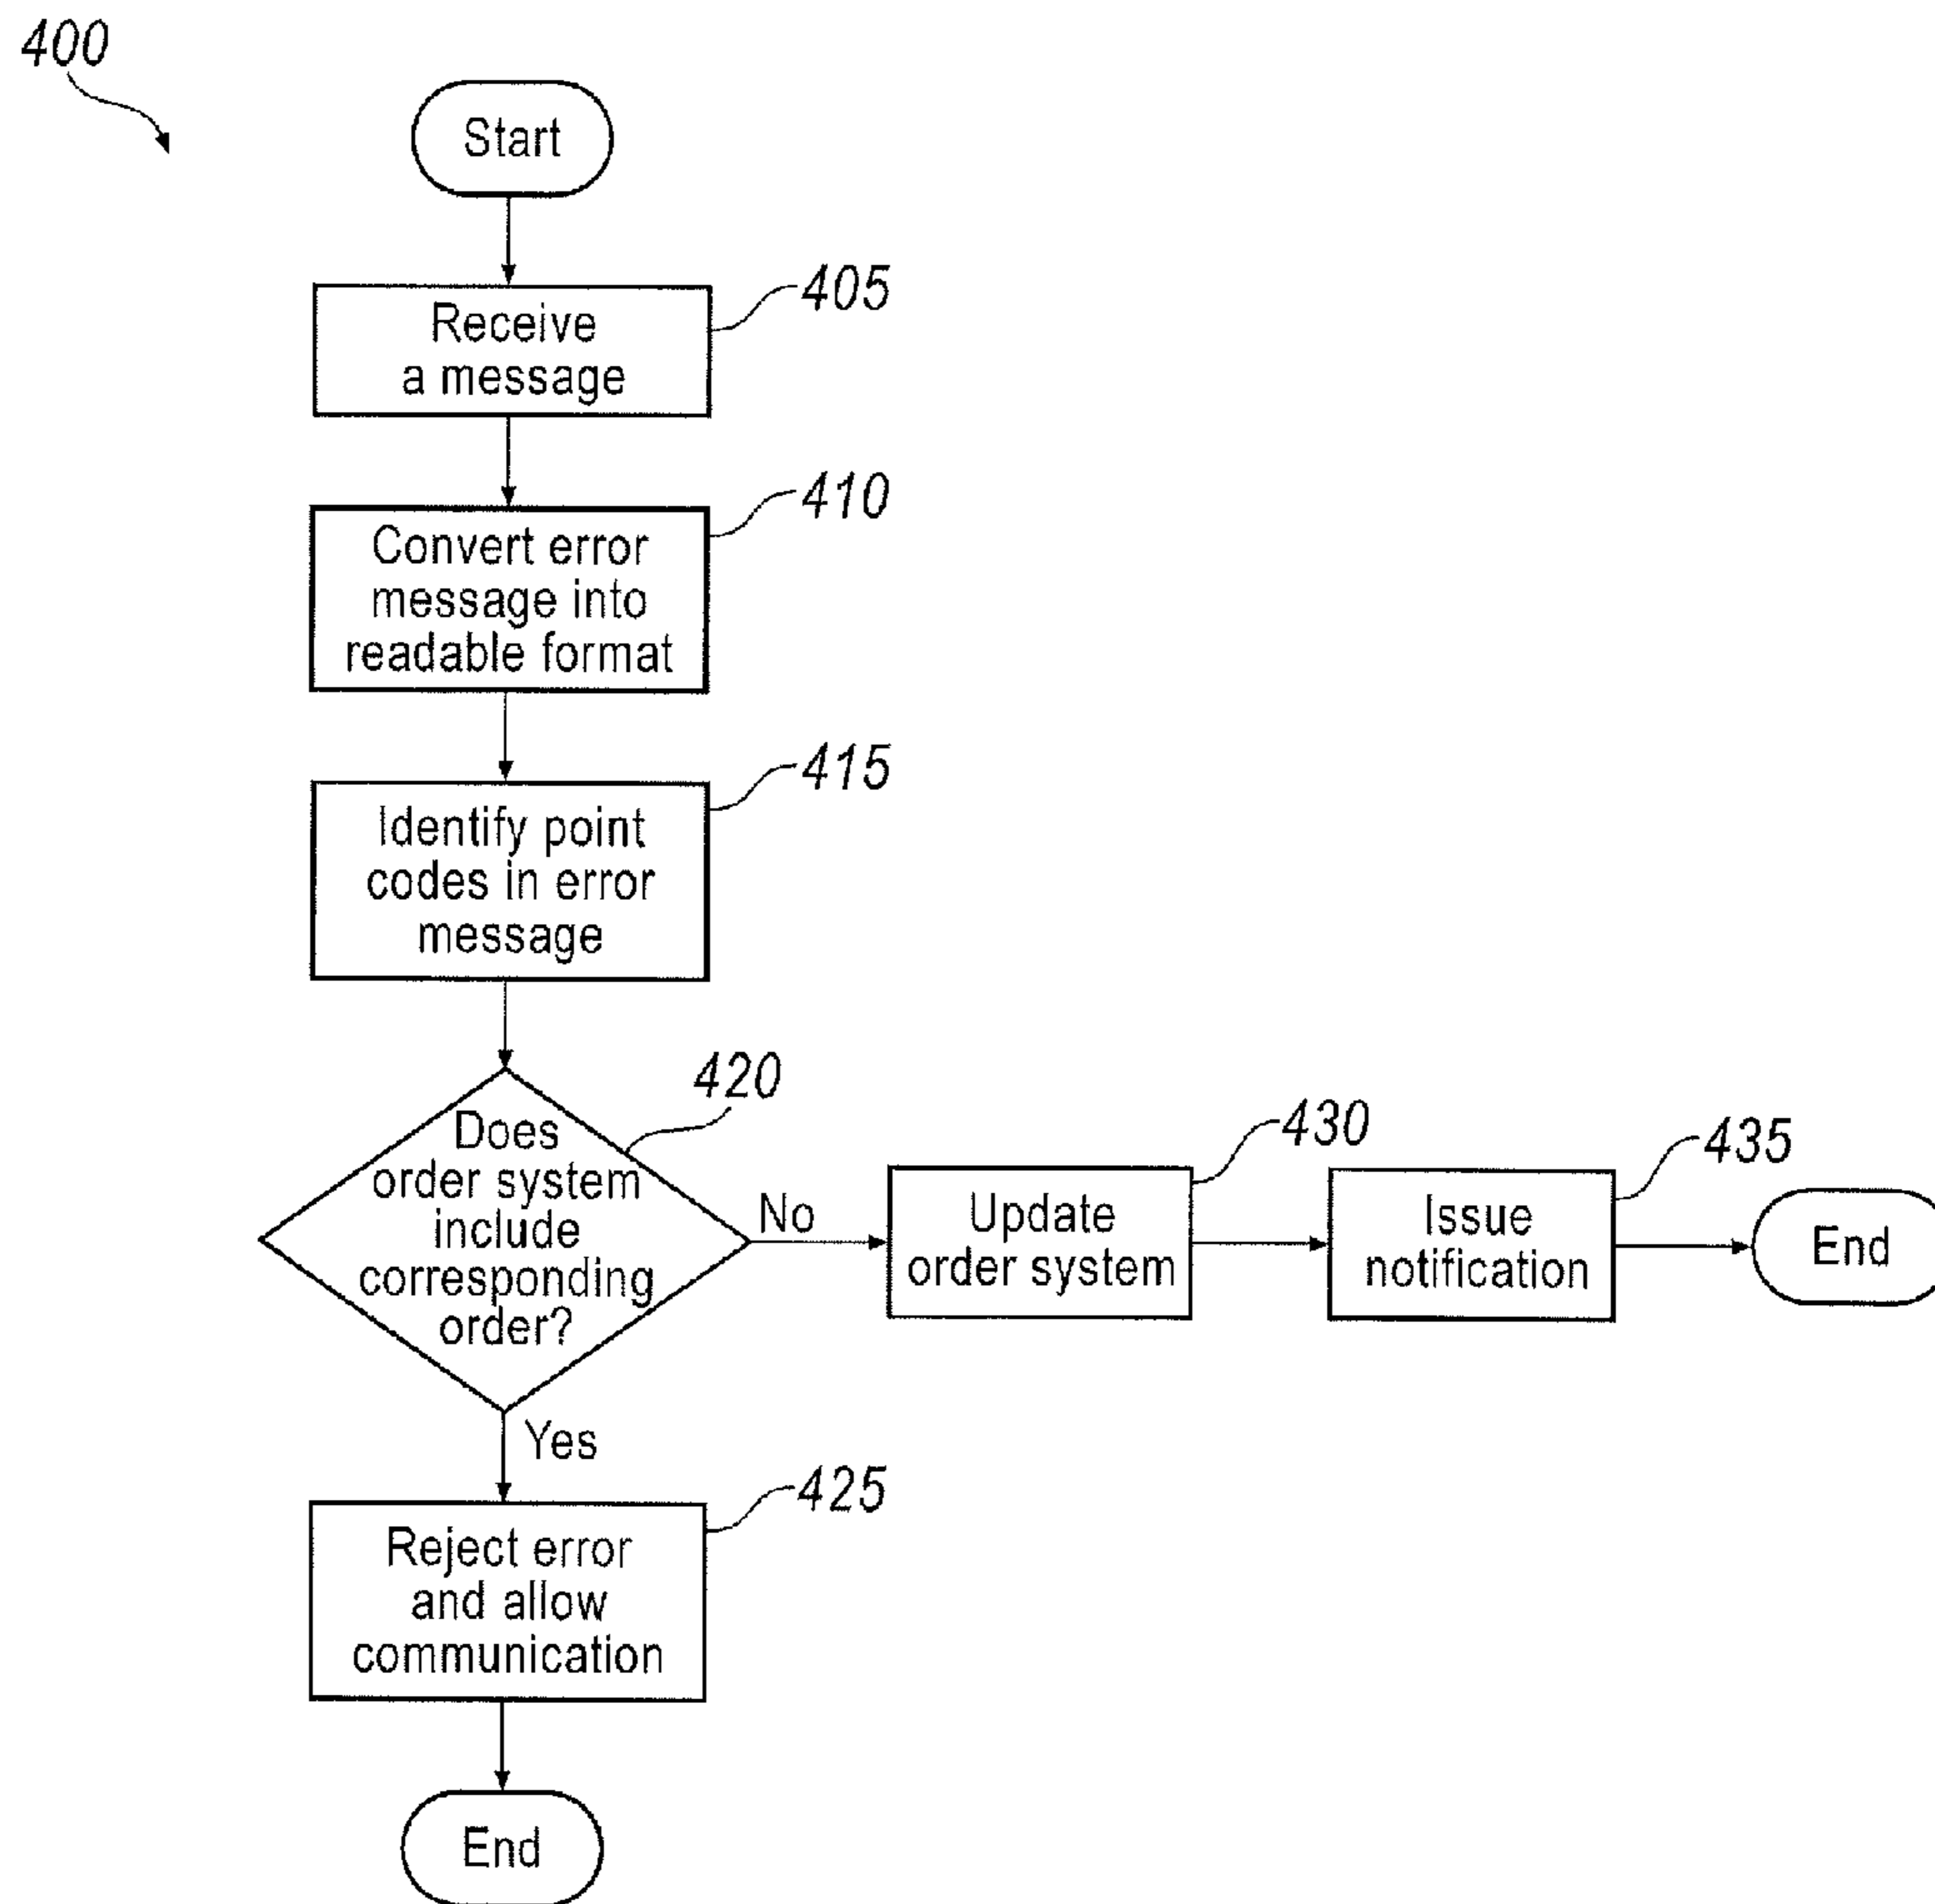 400
Start
405
Receive
a message
410
Convert error
message into
readable format
415
Identify point
codes in error
message
420
Does
order system
include
corresponding
order?
No
430
Update
order system
435
Issue
notification
End
Yes
425
Reject error
and allow
communication
End